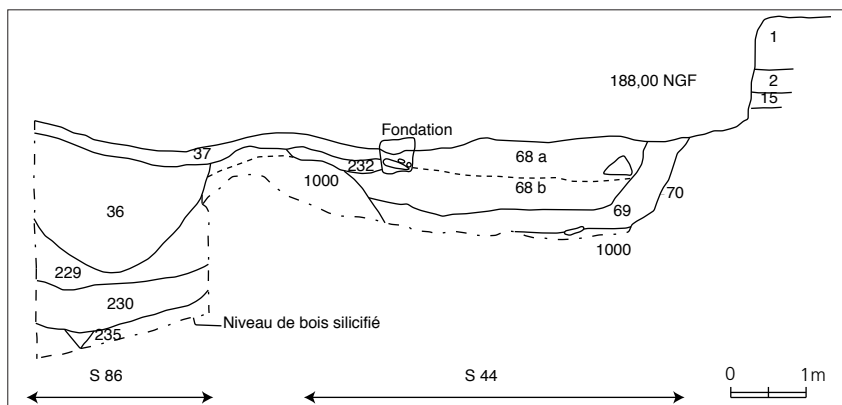 1
2
15
188,00 NGF
Fondation
37
232
68 a
1000
68 b
36
69
70
1000
229
230
235
Niveau de bois silicifié
S 86
S 44
0 1m